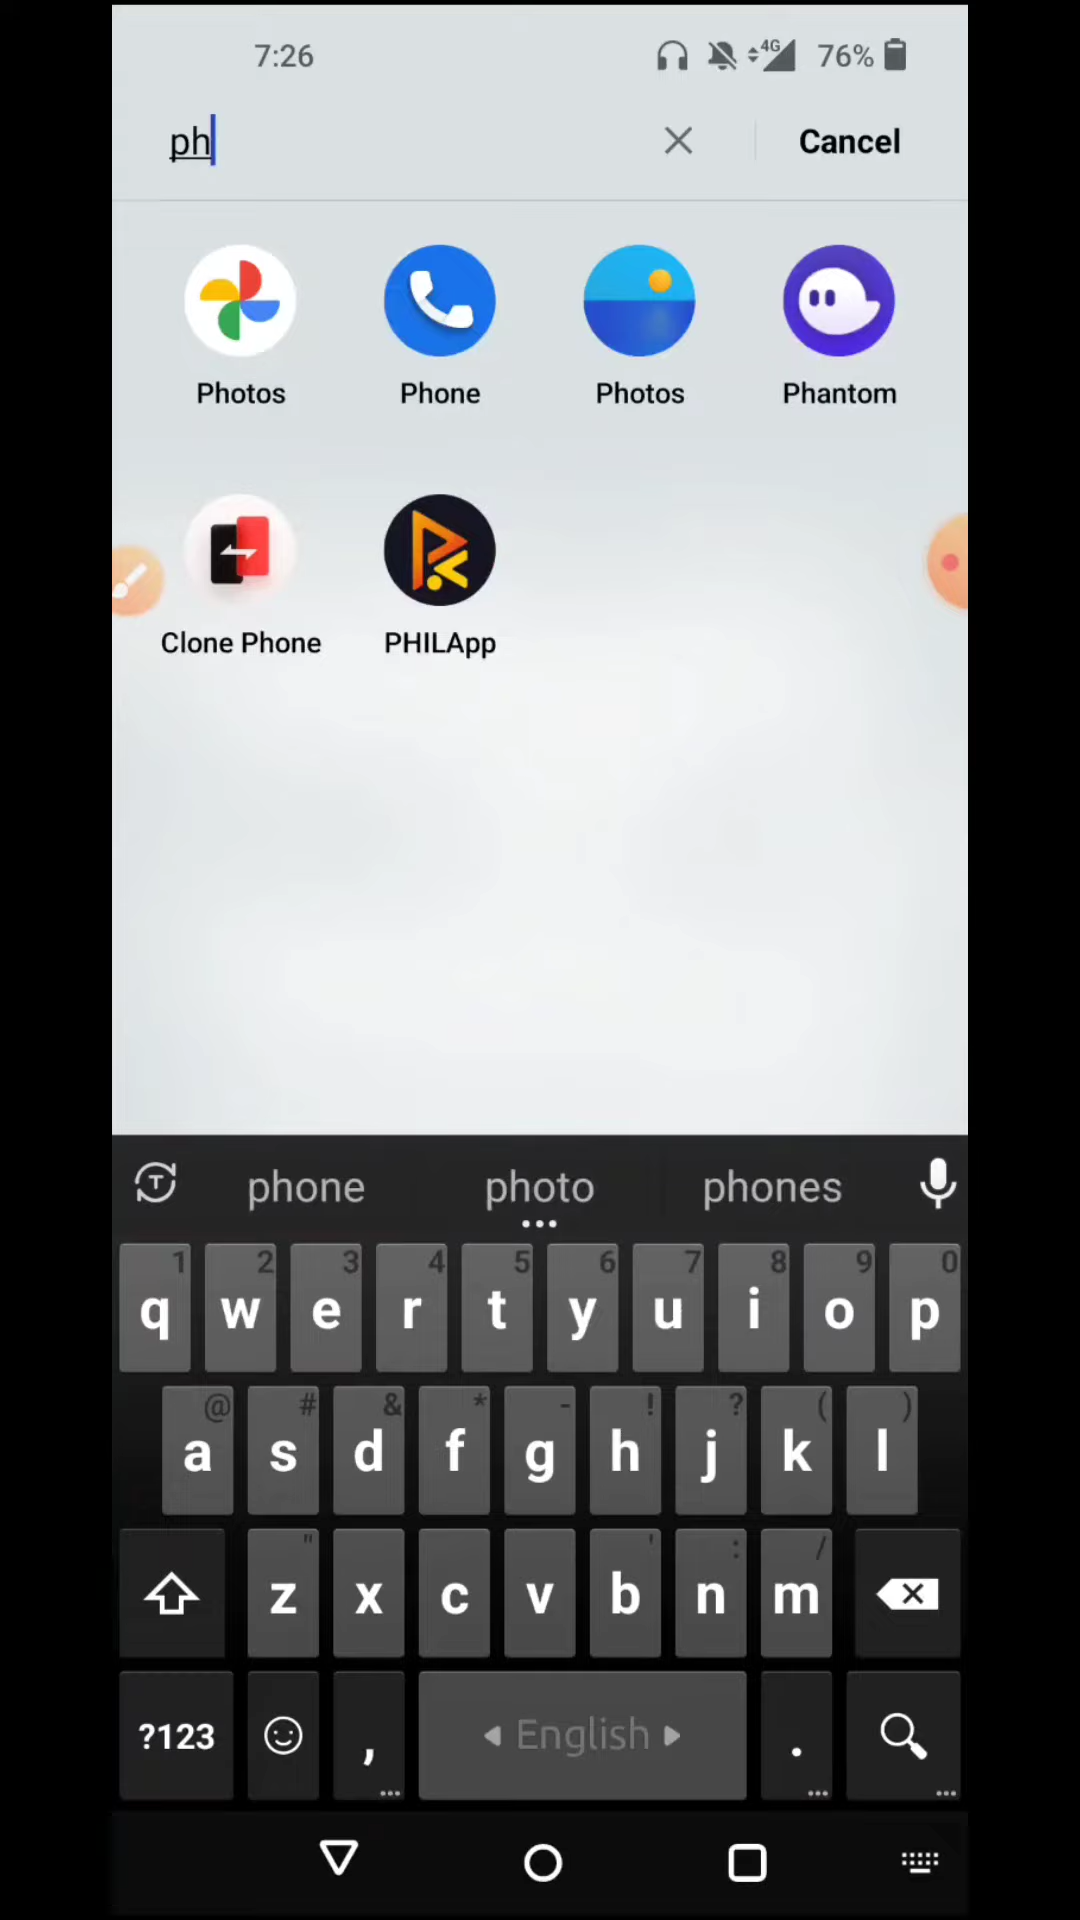 7:26 4G 76%
ph Cancel
Photos Phone Photos Phantom
Clone Phone PHILApp
T phone photo phones
1 2 3 4 5 6 7 8 9 0
q w e r t y u i o p
@ # & * - ! ? ( )
a s d f g h j k l
" ' : /
z x c v b n m
?123 , English .